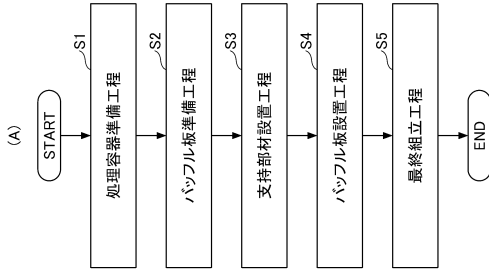 (A)
START
S1
処理容器準備工程
S2
バッフル板準備工程
S3
支持部材設置工程
S4
バッフル板設置工程
S5
最終組立工程
END